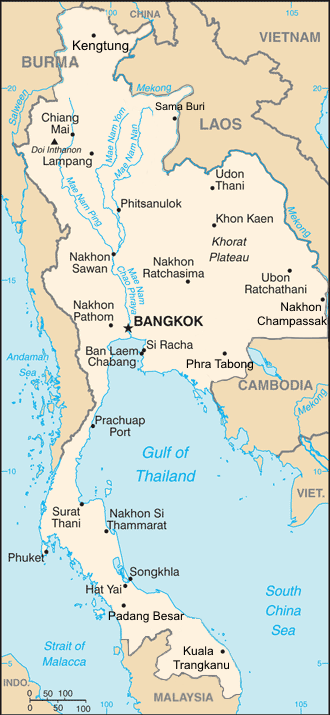 105
CHINA
Kengtung
VIETNAM
BURMA
20
20
Mekong
Salween
Sama Buri
Mae Nam Yom
Mae Nam Nan
Chiang
Mai
LAOS
Doi Inthanon
Lampang
Udon
Thani
Mae Nam Ping
Phitsanulok
Mekong
Khon Kaen
Khorat
Plateau
Nakhon
Sawan
Nakhon
Ratchasima
Ubon
Ratchathani
15
Mae Nam
Chao Phraya
Nakhon
Pathom
Nakhon
Champassak
BANGKOK
Ban Laem
Chabang
Si Racha
Phra Tabong
Andaman
Sea
CAMBODIA
Mekong
Prachuap
Port
Gulf of
Thailand
10
10
VIET.
Surat
Thani
Nakhon Si
Thammarat
Phuket
Songkhla
Hat Yai
South
China
Sea
Padang Besar
Strait of
Malacca
Kuala
Trangkanu
5
5
INDO.
0 50 100
0 50 100
MALAYSIA
100
105